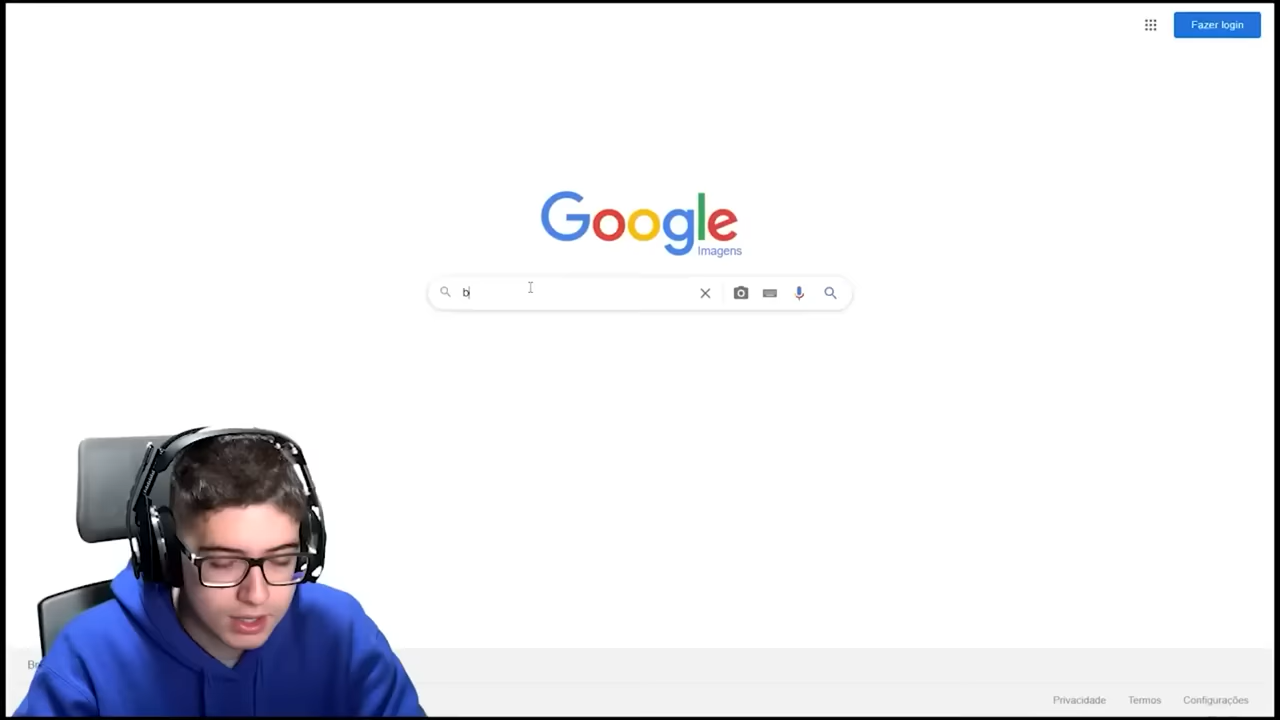 Fazer login
Google
Imagens
b
Privacidade Termos Configurações